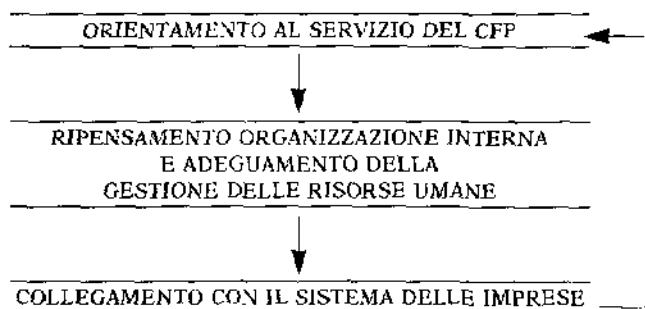 ORIENTAMENTO AL SERVIZIO DEL CFP
RIPENSAMENTO ORGANIZZAZIONE INTERNA
E ADEGUAMENTO DELLA
GESTIONE DELLE RISORSE UMANE
COLLEGAMENTO CON IL SISTEMA DELLE IMPRESE